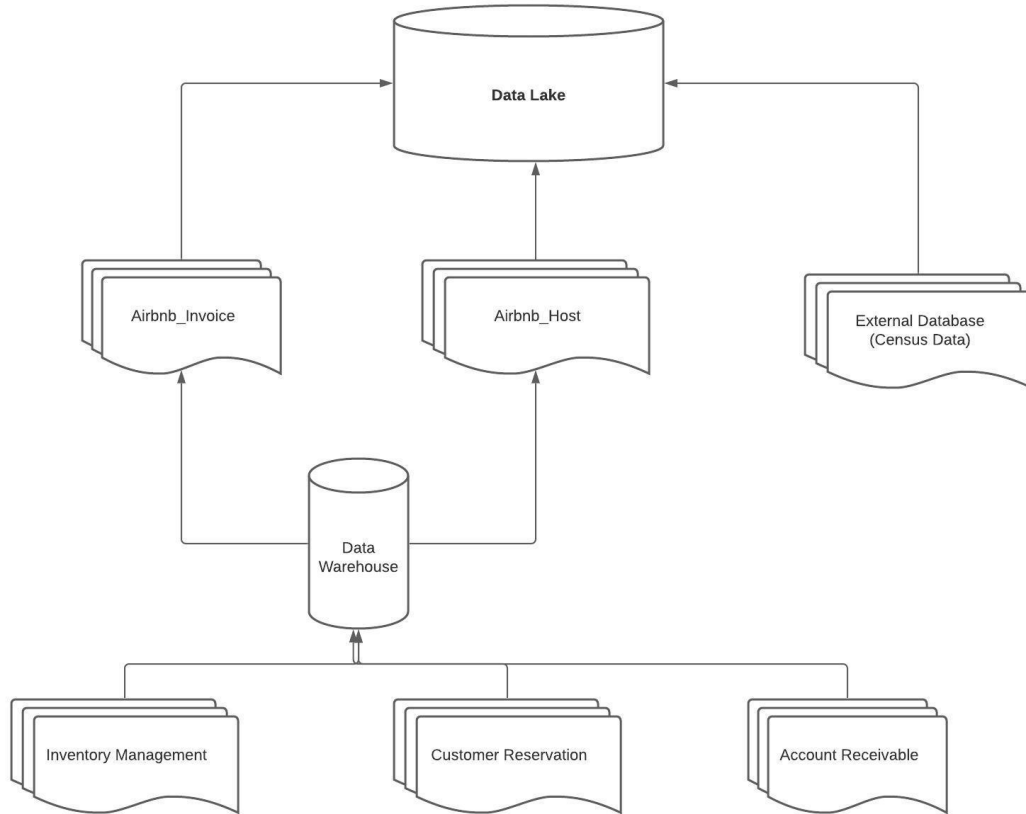 Data Lake
Airbnb_Invoice
Airbnb_Host
External Database
(Census Data)
Data
Warehouse
Inventory Management
Customer Reservation
Account Receivable